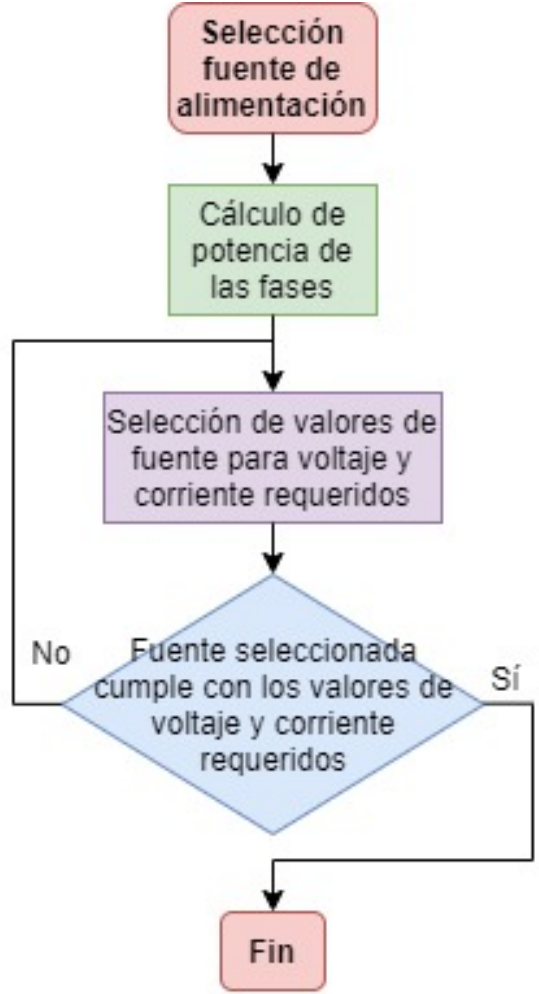 Selección
fuente de
alimentación
Cálculo de
potencia de
las fases
Selección de valores de
fuente para voltaje y
corriente requeridos
No
Fuente seleccionada
cumple con los valores de
voltaje y corriente
requeridos
Sí
Fin